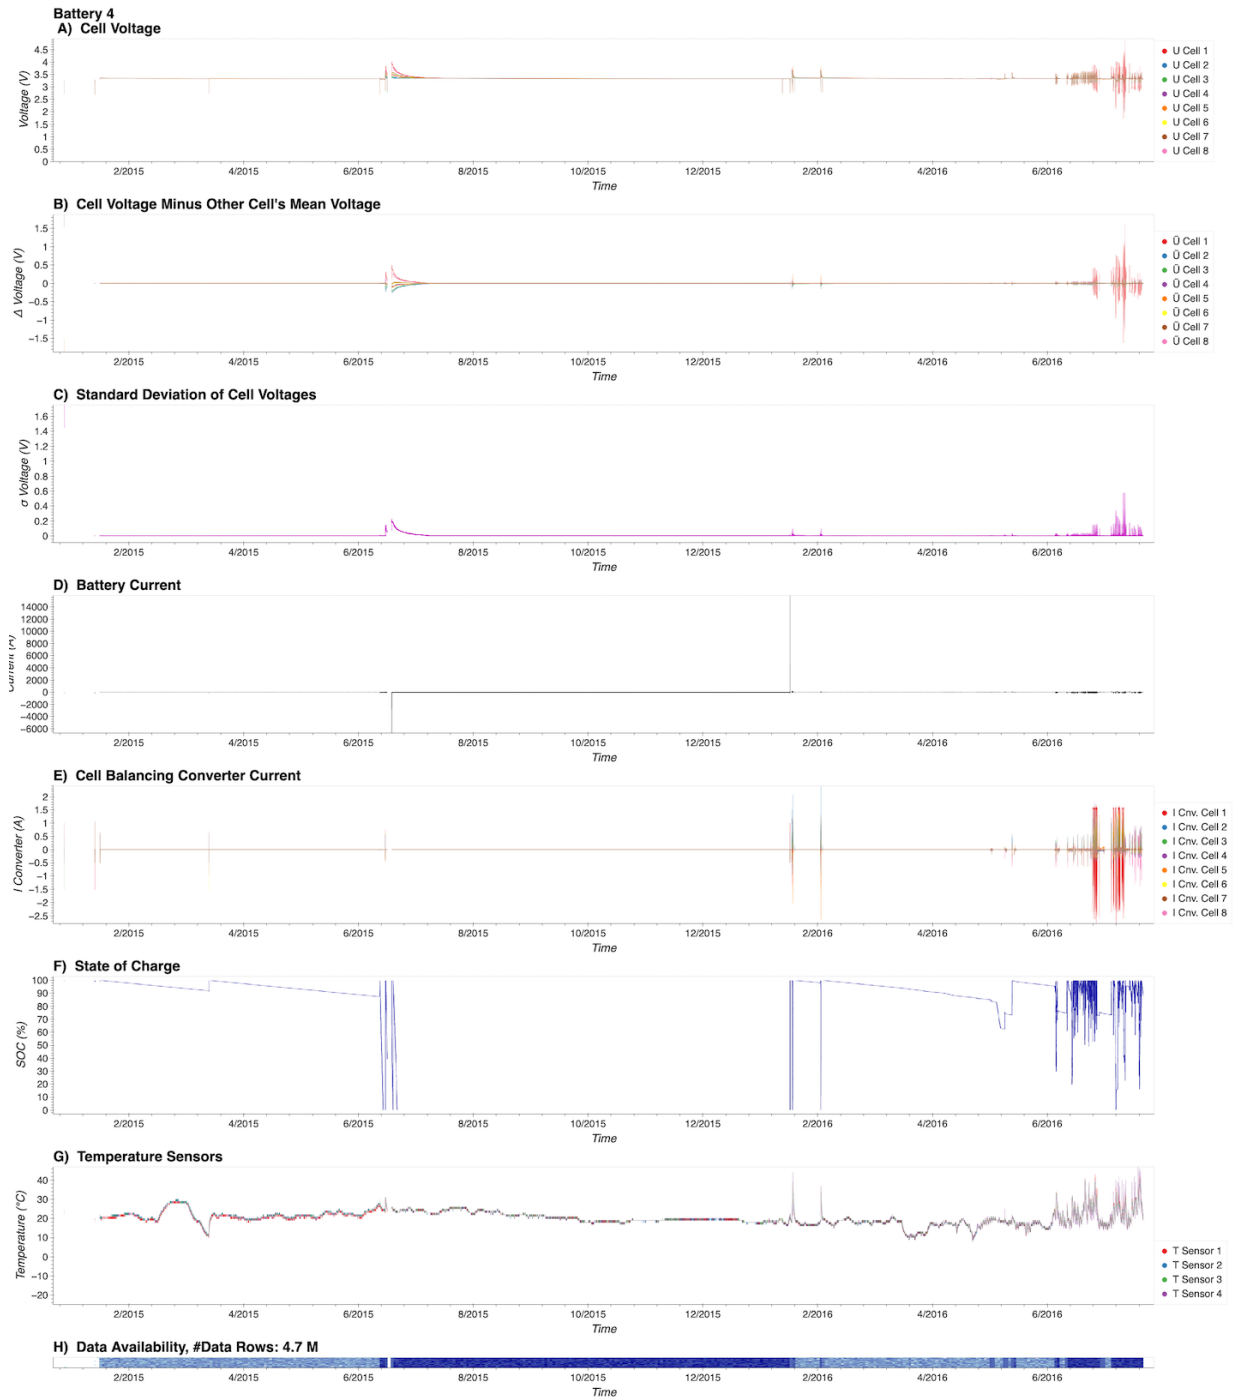 Battery 4
A) Cell Voltage
4.5
4
3.5
3
2.5
2
1.5
1
0.5
0
Voltage (V)
2/2015 4/2015 6/2015 8/2015 10/2015 12/2015 2/2016 4/2016 6/2016
Time
U Cell 1
U Cell 2
U Cell 3
U Cell 4
U Cell 5
U Cell 6
U Cell 7
U Cell 8
B) Cell Voltage Minus Other Cell's Mean Voltage
1.5
1
0.5
0
−0.5
−1
−1.5
Δ Voltage (V)
2/2015 4/2015 6/2015 8/2015 10/2015 12/2015 2/2016 4/2016 6/2016
Time
Ū Cell 1
Ū Cell 2
Ū Cell 3
Ū Cell 4
Ū Cell 5
Ū Cell 6
Ū Cell 7
Ū Cell 8
C) Standard Deviation of Cell Voltages
1.6
1.4
1.2
1
0.8
0.6
0.4
0.2
0
σ Voltage (V)
2/2015 4/2015 6/2015 8/2015 10/2015 12/2015 2/2016 4/2016 6/2016
Time
D) Battery Current
14000
12000
10000
8000
6000
4000
2000
0
−2000
−4000
−6000
Current (A)
2/2015 4/2015 6/2015 8/2015 10/2015 12/2015 2/2016 4/2016 6/2016
Time
E) Cell Balancing Converter Current
2
1.5
1
0.5
0
−0.5
−1
−1.5
−2
−2.5
I Converter (A)
2/2015 4/2015 6/2015 8/2015 10/2015 12/2015 2/2016 4/2016 6/2016
Time
I Cnv. Cell 1
I Cnv. Cell 2
I Cnv. Cell 3
I Cnv. Cell 4
I Cnv. Cell 5
I Cnv. Cell 6
I Cnv. Cell 7
I Cnv. Cell 8
F) State of Charge
100
90
80
70
60
50
40
30
20
10
0
SOC (%)
2/2015 4/2015 6/2015 8/2015 10/2015 12/2015 2/2016 4/2016 6/2016
Time
G) Temperature Sensors
40
30
20
10
0
−10
−20
Temperature (°C)
2/2015 4/2015 6/2015 8/2015 10/2015 12/2015 2/2016 4/2016 6/2016
Time
T Sensor 1
T Sensor 2
T Sensor 3
T Sensor 4
H) Data Availability, #Data Rows: 4.7 M
2/2015 4/2015 6/2015 8/2015 10/2015 12/2015 2/2016 4/2016 6/2016
Time